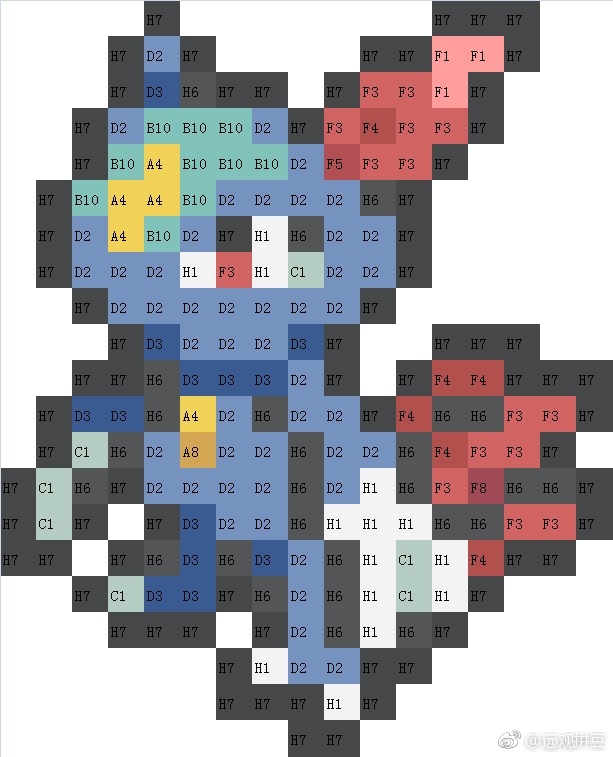 H7 H7 H7 H7
H7 D2 H7 H7 H7 F1 F1 H7
H7 D3 H6 H7 H7 H7 F3 F3 F1 H7
H7 D2 B10 B10 B10 D2 H7 F3 F4 F3 F3 H7
H7 B10 A4 B10 B10 B10 D2 F5 F3 F3 H7
H7 B10 A4 A4 B10 D2 D2 D2 D2 H6 H7
H7 D2 A4 B10 D2 H7 H1 H6 D2 D2 H7
H7 D2 D2 D2 H1 F3 H1 C1 D2 D2 H7
H7 D2 D2 D2 D2 D2 D2 D2 H7
H7 D3 D2 D2 D2 D3 H7 H7 H7 H7
H7 H7 H6 D3 D3 D3 D2 H7 H7 F4 F4 H7 H7 H7
H7 D3 D3 H6 A4 D2 H6 D2 D2 H7 F4 H6 H6 F3 F3 H7
H7 C1 H6 D2 A8 D2 D2 H6 D2 D2 H6 F4 F3 F3 H7
H7 C1 H6 H7 D2 D2 D2 D2 H6 D2 H1 H6 F3 F8 H6 H6 H7
H7 C1 H7 H7 D3 D2 D2 H6 H1 H1 H1 H6 H6 F3 F3 H7
H7 H7 H7 H6 D3 H6 D3 D2 H6 H1 C1 H1 F4 H7 H7
H7 C1 D3 D3 H7 H6 D2 H6 H1 C1 H1 H7
H7 H7 H7 H7 D2 H6 H1 H6 H7
H7 H1 D2 D2 H7 H7
H7 H7 H7 H1 H7
H7 H7
@远观拼豆